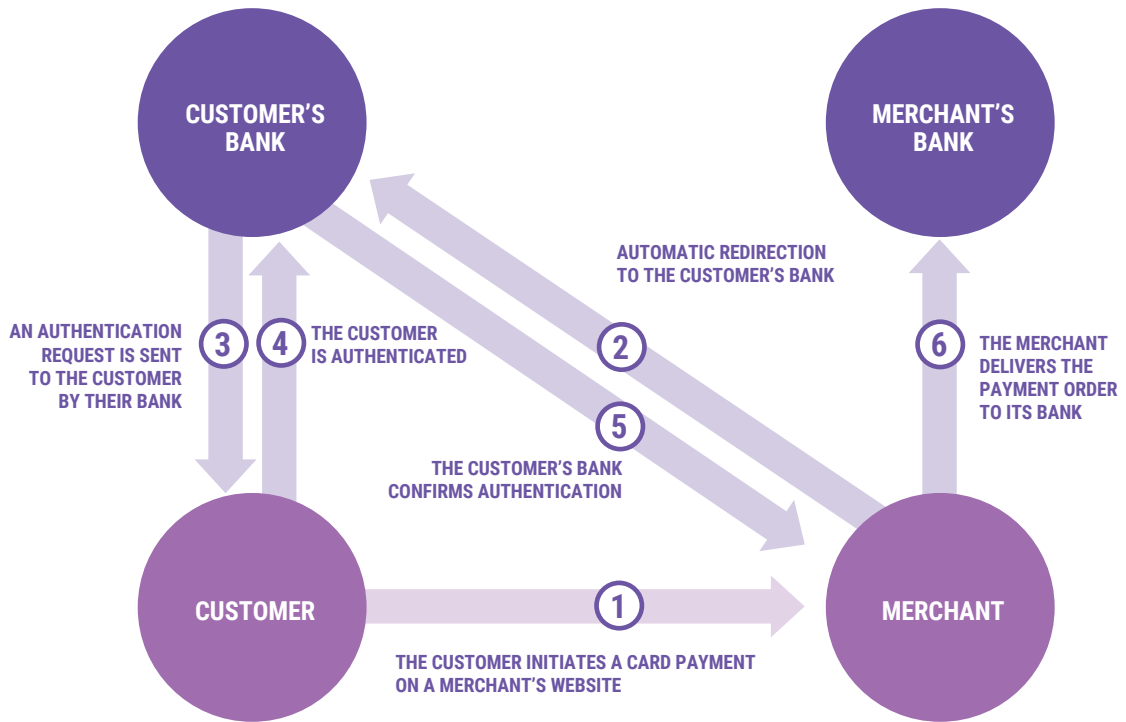 CUSTOMER’S
BANK
MERCHANT’S
BANK
AUTOMATIC REDIRECTION
TO THE CUSTOMER’S BANK
AN AUTHENTICATION
REQUEST IS SENT
TO THE CUSTOMER
BY THEIR BANK
3
4
THE CUSTOMER
IS AUTHENTICATED
2
6
THE MERCHANT
DELIVERS THE
PAYMENT ORDER
TO ITS BANK
5
THE CUSTOMER’S BANK
CONFIRMS AUTHENTICATION
CUSTOMER
1
MERCHANT
THE CUSTOMER INITIATES A CARD PAYMENT
ON A MERCHANT’S WEBSITE